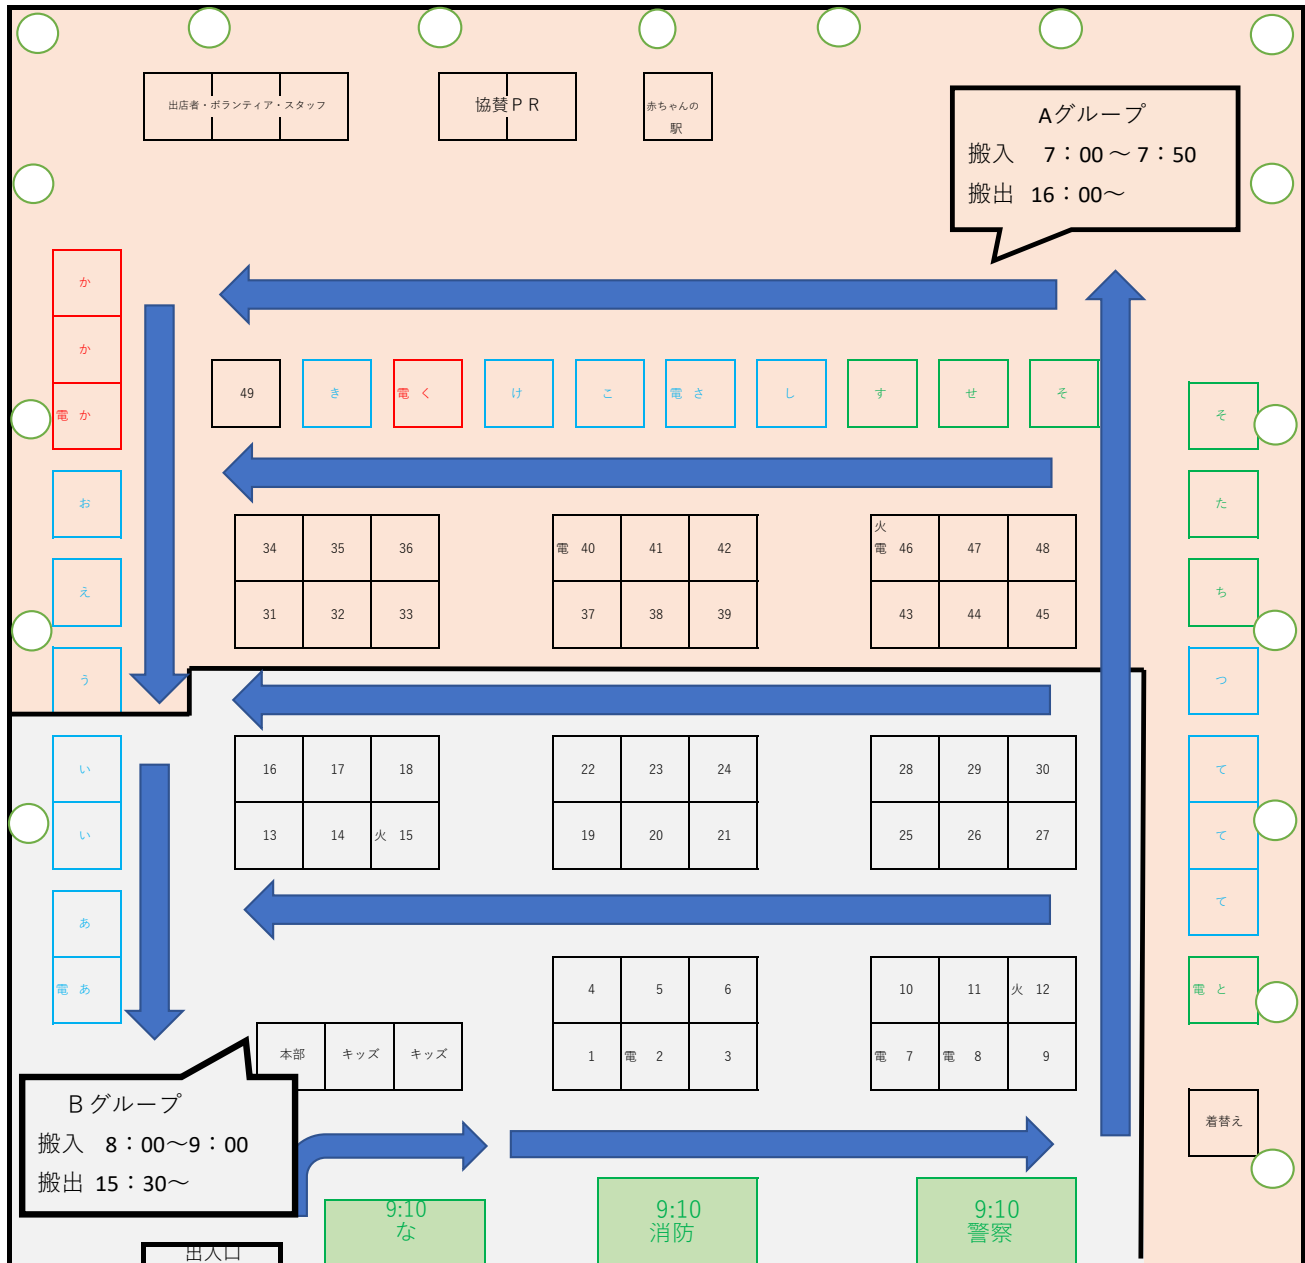 出店者・ボランティア・スタッフ
協賛ＰＲ
赤ちゃんの
駅
Aグループ
搬入 7：00～7：50
搬出 16：00～
か
か
電 か
お
え
う
い
い
あ
電 あ
49
き
電 く
け
こ
電 さ
し
す
せ
そ
そ
た
ち
つ
て
て
て
電 と
着替え
34 35 36
31 32 33
電 40 41 42
37 38 39
火
電 46 47 48
43 44 45
16 17 18
13 14 火 15
22 23 24
19 20 21
28 29 30
25 26 27
4 5 6
1 電 2 3
10 11 火 12
電 7 電 8 9
本部 キッズ キッズ
Ｂグループ
搬入 8：00～9：00
搬出 15：30～
9:10
な
9:10
消防
9:10
警察
出入口